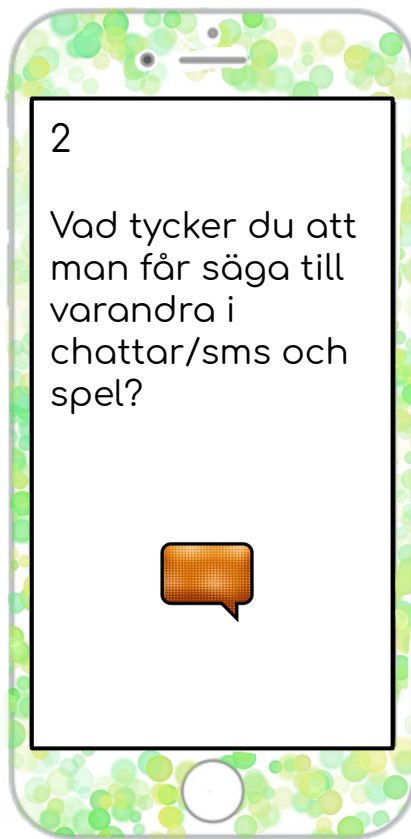 2
Vad tycker du att
man får säga till
varandra i
chattar/sms och
spel?